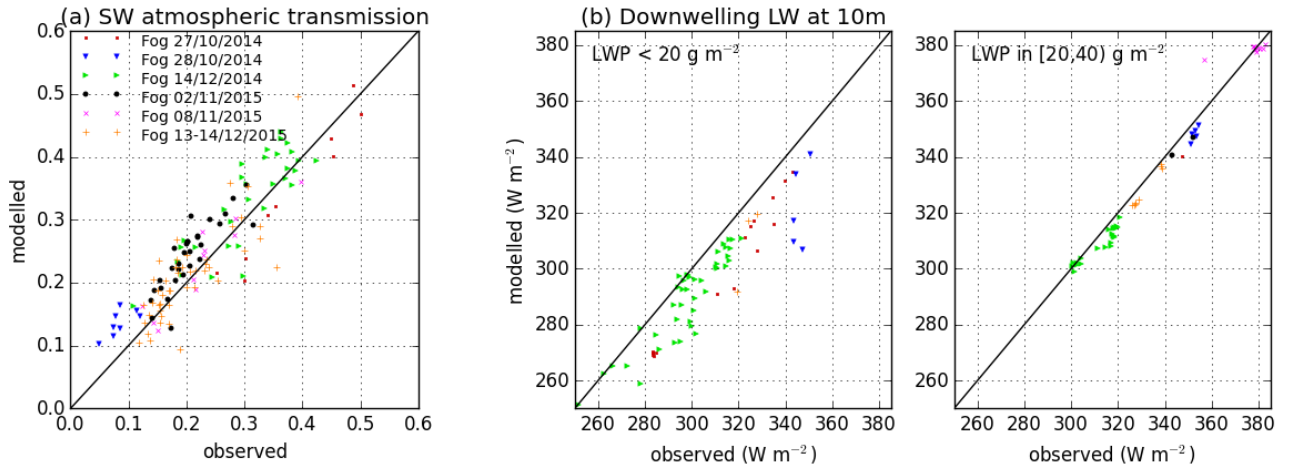 (a) SW atmospheric transmission
0.6
0.5
0.4
0.3
0.2
0.1
0.0
modelled
Fog 27/10/2014
Fog 28/10/2014
Fog 14/12/2014
Fog 02/11/2015
Fog 08/11/2015
Fog 13-14/12/2015
0.0 0.1 0.2 0.3 0.4 0.5 0.6
observed
(b) Downwelling LW at 10m
LWP < 20 g m⁻²
380
360
340
320
300
280
260
modelled (W m⁻²)
260 280 300 320 340 360 380
observed (W m⁻²)
LWP in [20,40) g m⁻²
380
360
340
320
300
280
260
260 280 300 320 340 360 380
observed (W m⁻²)